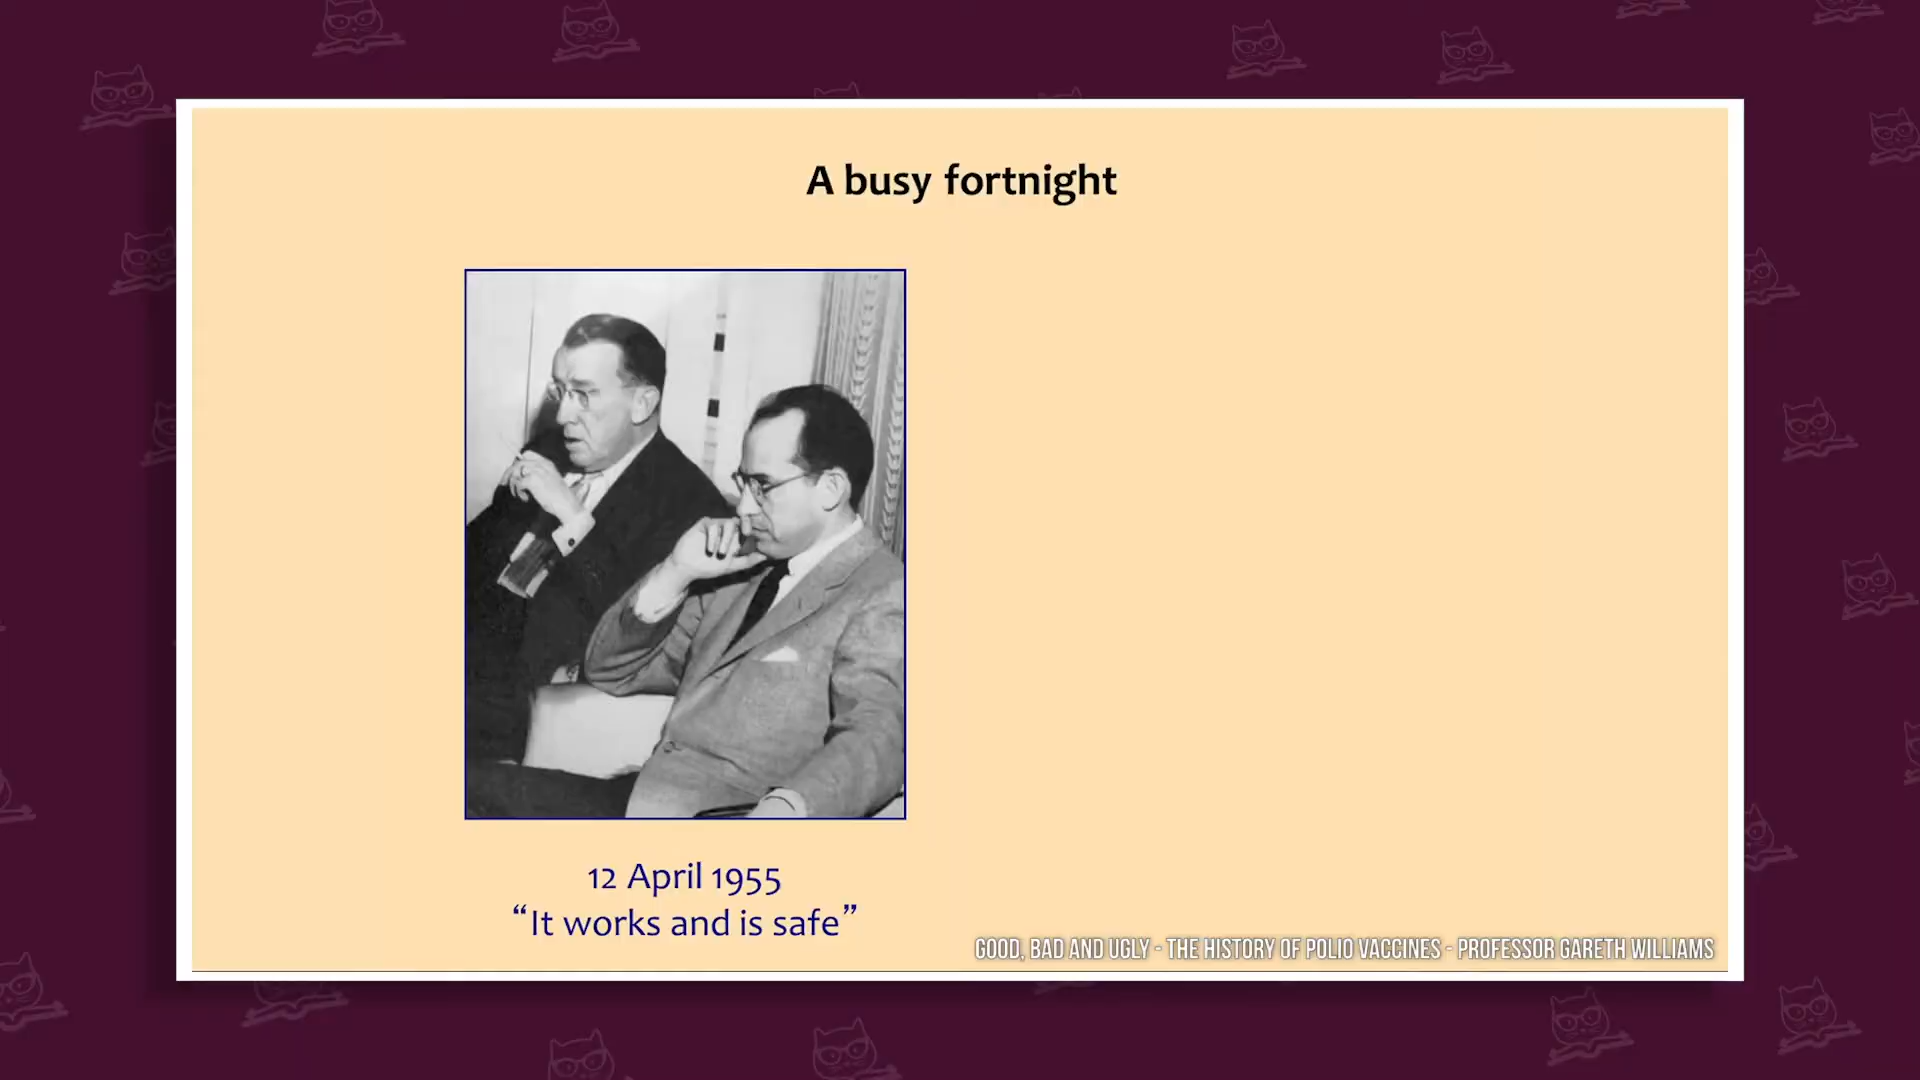 A busy fortnight
12 April 1955
“It works and is safe”
GOOD, BAD AND UGLY - THE HISTORY OF POLIO VACCINES - PROFESSOR GARETH WILLIAMS